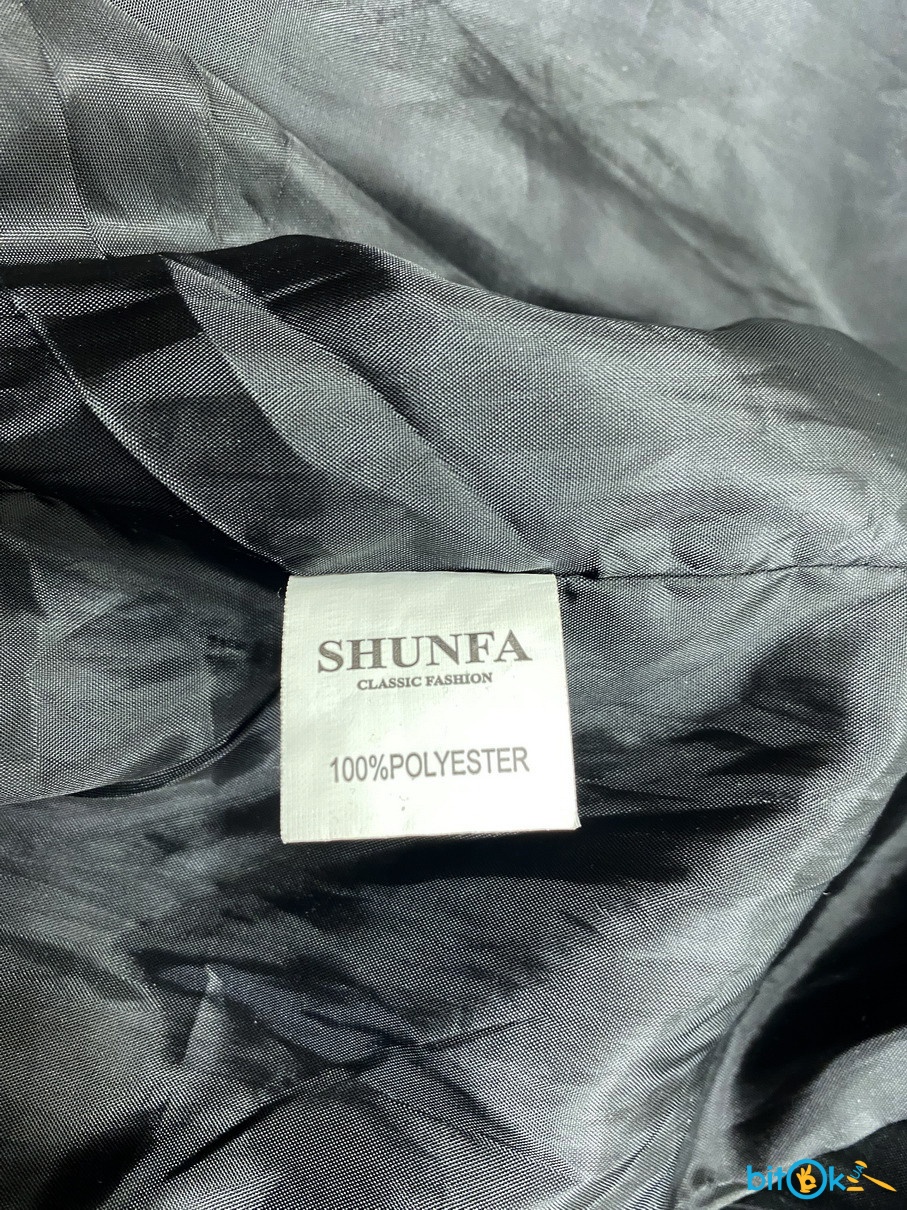 SHUNFA
CLASSIC FASHION
100%POLYESTER
bitOk